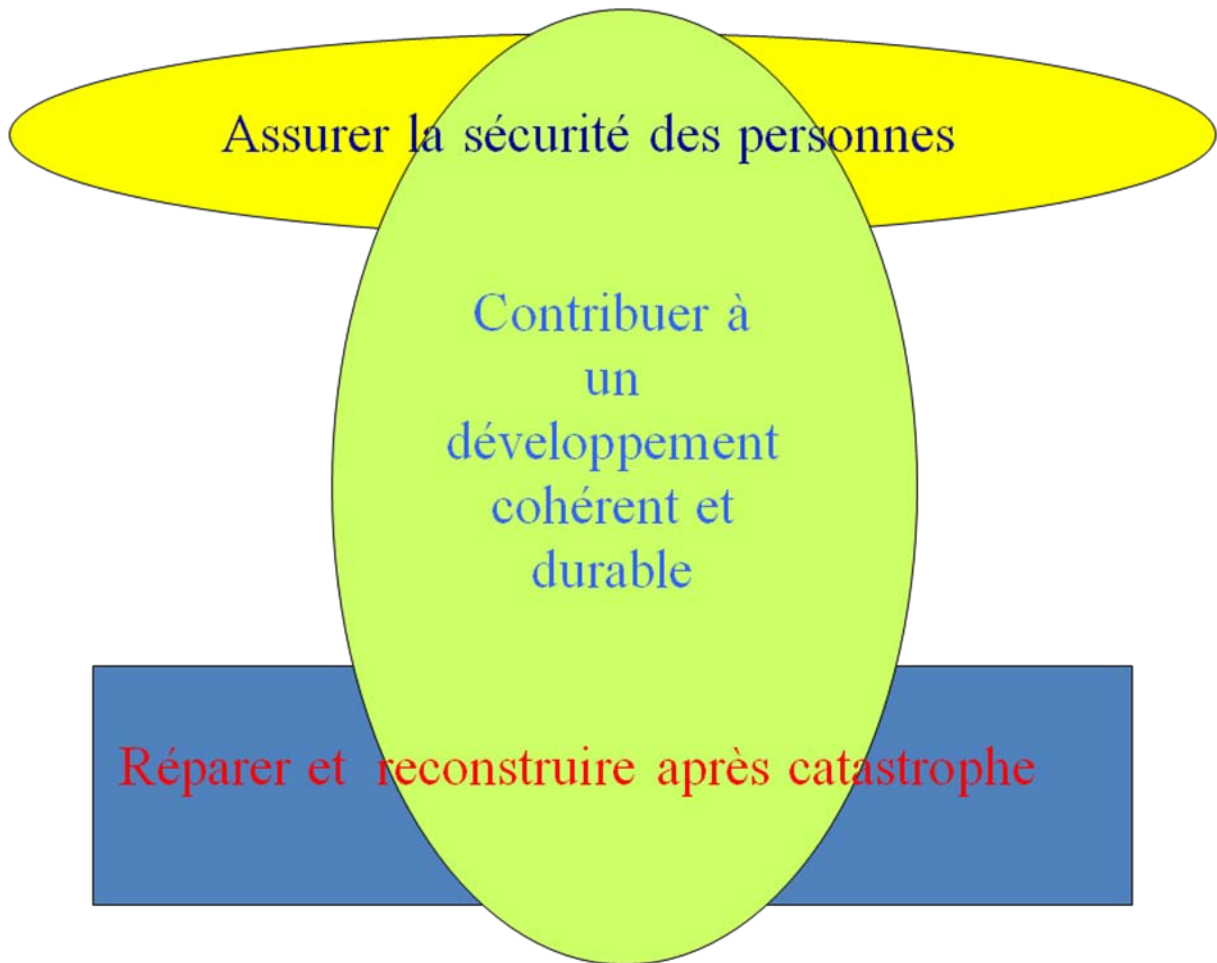 Assurer la sécurité des personnes
Contribuer à
un
développement
cohérent et
durable
Réparer et reconstruire après catastrophe